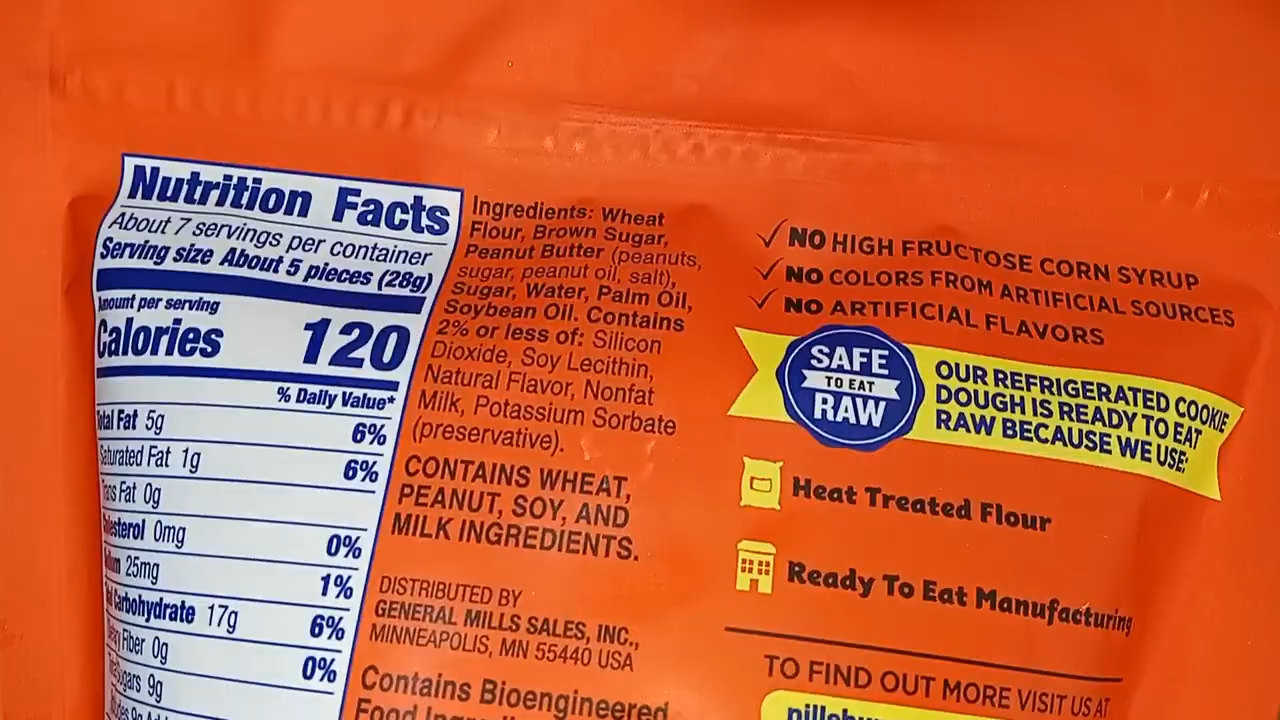 Nutrition Facts
About 7 servings per container
Serving size About 5 pieces (28g)
Amount per serving
Calories 120
% Daily Value*
Total Fat 5g 6%
Saturated Fat 1g 6%
Trans Fat 0g
Cholesterol 0mg 0%
25mg 1%
Carbohydrate 17g 6%
Fiber 0g 0%
Sugars 9g
Ingredients: Wheat
Flour, Brown Sugar,
Peanut Butter (peanuts,
sugar, peanut oil, salt),
Sugar, Water, Palm Oil,
Soybean Oil. Contains
2% or less of: Silicon
Dioxide, Soy Lecithin,
Natural Flavor, Nonfat
Milk, Potassium Sorbate
(preservative).
CONTAINS WHEAT,
PEANUT, SOY, AND
MILK INGREDIENTS.
DISTRIBUTED BY
GENERAL MILLS SALES, INC.,
MINNEAPOLIS, MN 55440 USA
Contains Bioengineered
Food
✓ NO HIGH FRUCTOSE CORN SYRUP
✓ NO COLORS FROM ARTIFICIAL SOURCES
✓ NO ARTIFICIAL FLAVORS
SAFE
TO EAT
RAW
OUR REFRIGERATED COOKIE
DOUGH IS READY TO EAT
RAW BECAUSE WE USE:
Heat Treated Flour
Ready To Eat Manufacturing
TO FIND OUT MORE VISIT US AT